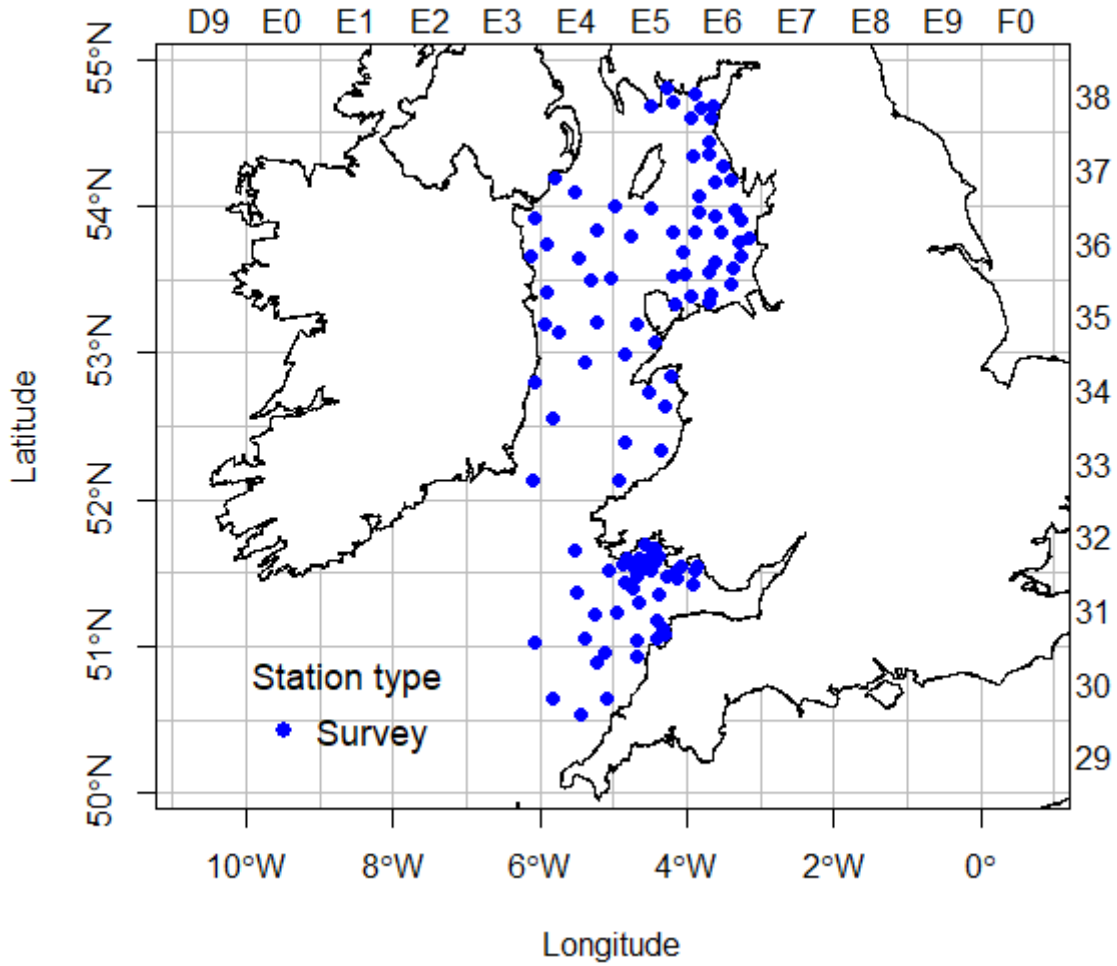 D9 E0 E1 E2 E3 E4 E5 E6 E7 E8 E9 F0
55°N
38
37
54°N
36
35
53°N
34
33
52°N
32
31
51°N
30
29
50°N
Latitude
Station type
Survey
10°W 8°W 6°W 4°W 2°W 0°
Longitude